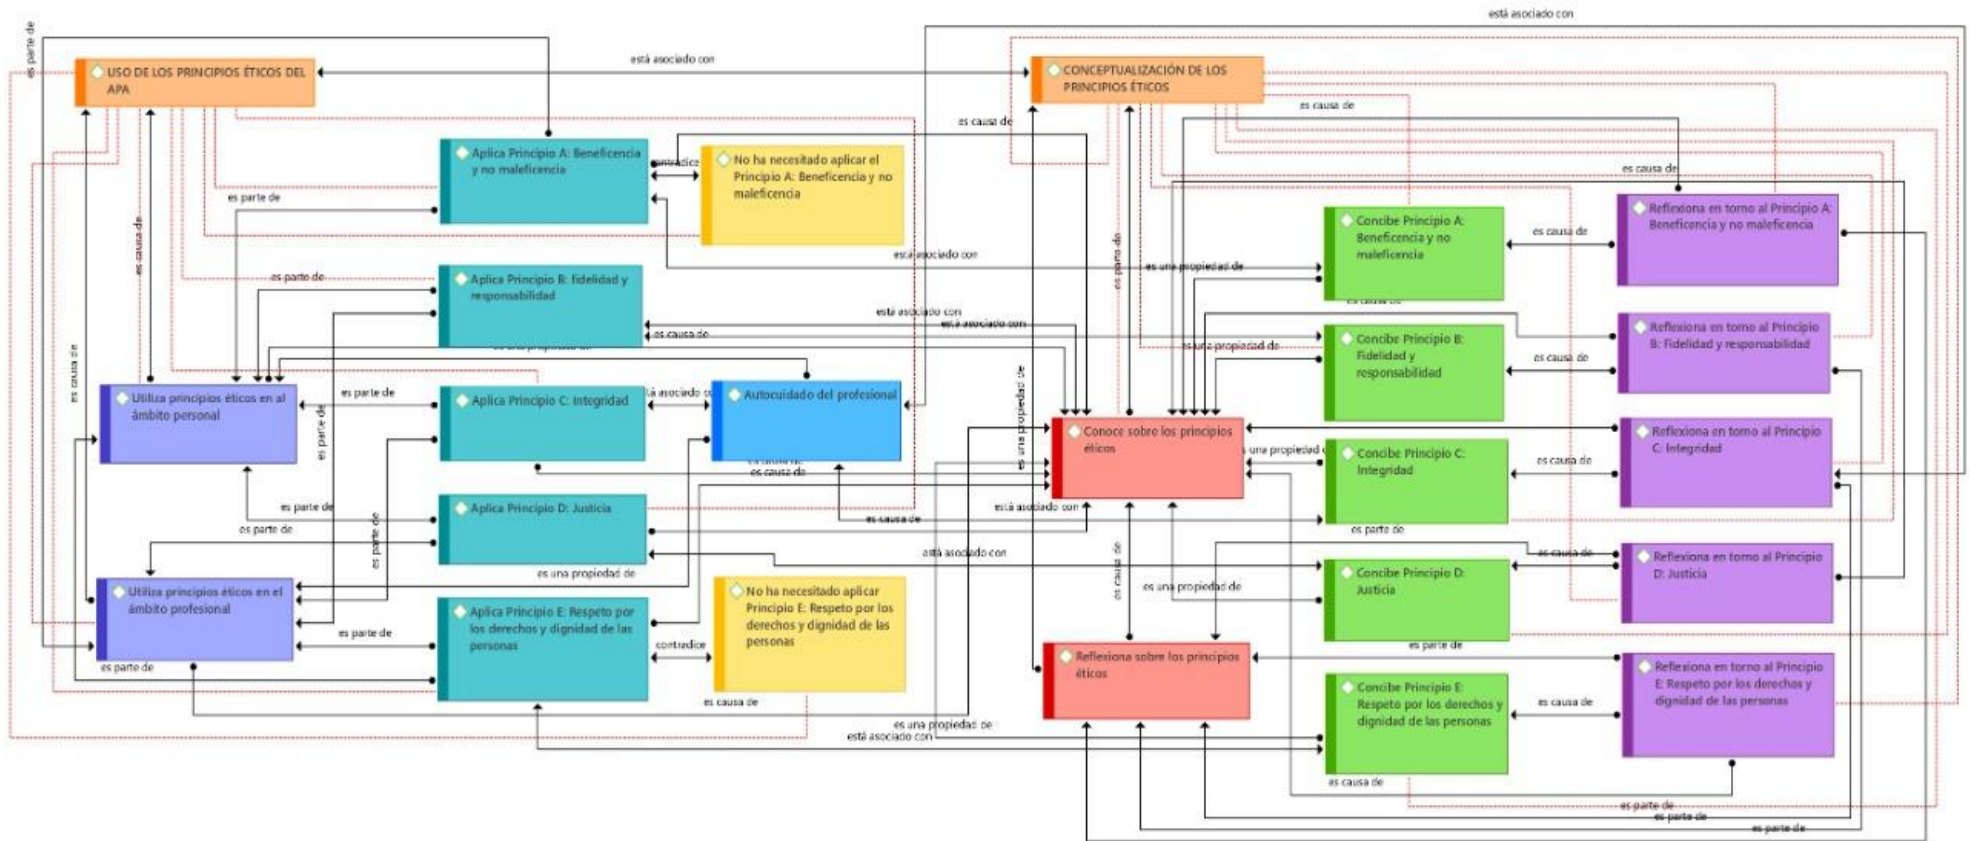 está asociado con
es parte de
USO DE LOS PRINCIPIOS ÉTICOS DEL
APA
está asociado con
CONCEPTUALIZACIÓN DE LOS
PRINCIPIOS ÉTICOS
es causa de
es causa de
Aplica Principio A: Beneficencia
y no maleficencia
contradice
No ha necesitado aplicar el
Principio A: Beneficencia y no
maleficencia
es causa de
es parte de
es causa de
Concibe Principio A:
Beneficencia y no
maleficencia
es causa de
Reflexiona en torno al Principio A:
Beneficencia y no maleficencia
está asociado con
es parte de
es una propiedad de
Aplica Principio B: fidelidad y
responsabilidad
es parte de
es causa de
está asociado con
está asociado con
es causa de
es una propiedad de
Concibe Principio B:
Fidelidad y
responsabilidad
es causa de
Reflexiona en torno al Principio
B: Fidelidad y responsabilidad
es causa de
Utiliza principios éticos en al
ámbito personal
es parte de
es parte de
Aplica Principio C: Integridad
Autocuidado del profesional
es causa de
es una propiedad de
Conoce sobre los principios
éticos
Concibe Principio C:
Integridad
es causa de
Reflexiona en torno al Principio
C: Integridad
es parte de
es parte de
es parte de
Aplica Principio D: Justicia
es causa de
está asociado con
es parte de
está asociado con
es una propiedad de
Utiliza principios éticos en el
ámbito profesional
No ha necesitado aplicar
Principio E: Respeto por los
derechos y dignidad de las
personas
es causa de
es una propiedad de
Concibe Principio D:
Justicia
es causa de
Reflexiona en torno al Principio
D: Justicia
es parte de
es parte de
Aplica Principio E: Respeto por
los derechos y dignidad de las
personas
contradice
es causa de
Reflexiona sobre los principios
éticos
es parte de
Concibe Principio E:
Respeto por los derechos y
dignidad de las personas
es causa de
Reflexiona en torno al Principio
E: Respeto por los derechos y
dignidad de las personas
es una propiedad de
está asociado con
es causa de
es parte de
es parte de
es parte de